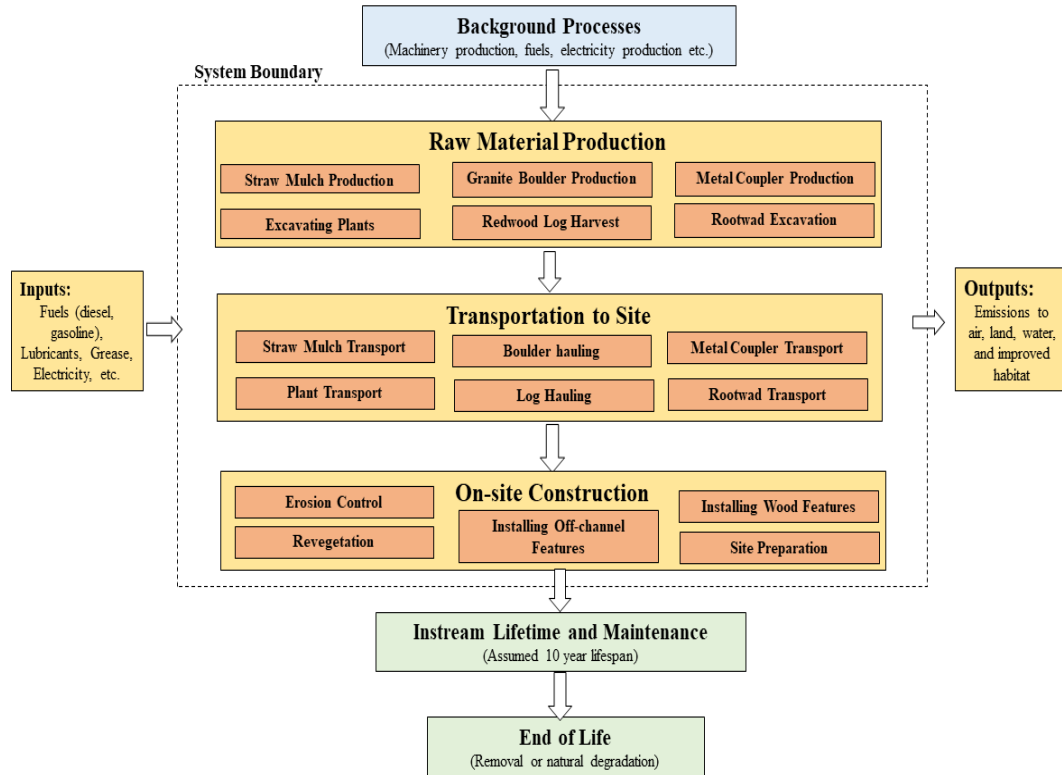 Background Processes
(Machinery production, fuels, electricity production etc.)
System Boundary
Raw Material Production
Straw Mulch Production
Granite Boulder Production
Metal Coupler Production
Excavating Plants
Redwood Log Harvest
Rootwad Excavation
Inputs:
Fuels (diesel,
gasoline),
Lubricants, Grease,
Electricity, etc.
Transportation to Site
Straw Mulch Transport
Boulder hauling
Metal Coupler Transport
Plant Transport
Log Hauling
Rootwad Transport
Outputs:
Emissions to
air, land, water,
and improved
habitat
On-site Construction
Erosion Control
Installing Off-channel
Features
Installing Wood Features
Revegetation
Site Preparation
Instream Lifetime and Maintenance
(Assumed 10 year lifespan)
End of Life
(Removal or natural degradation)